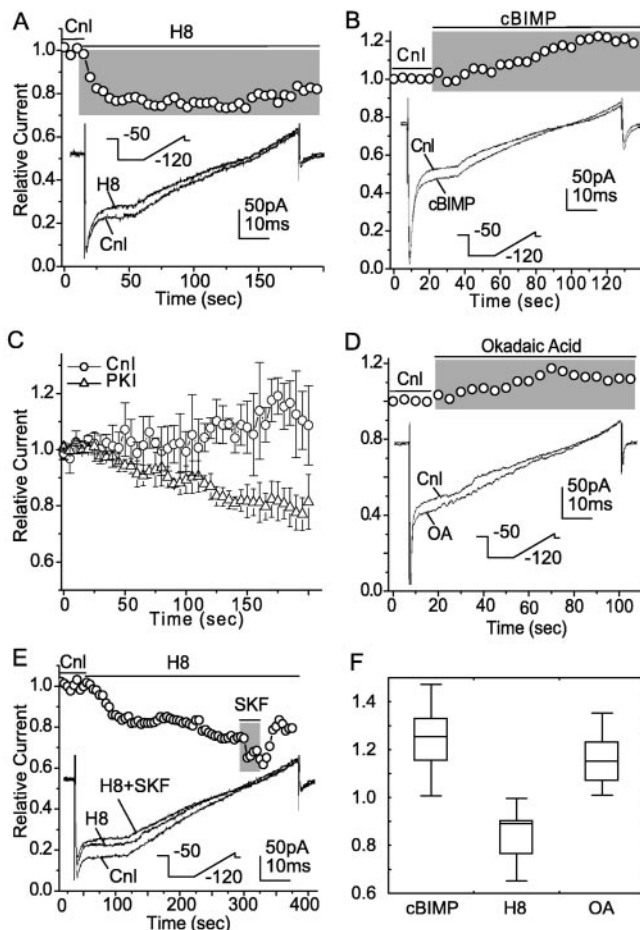 A
Cnl
H8
1.0
0.8
0.6
0.4
0.2
0.0
Relative Current
-50
-120
H8
Cnl
50pA
10ms
0
50
100
150
Time (sec)
B
cBIMP
Cnl
1.2
1.0
0.8
0.6
0.4
0.2
0.0
Cnl
cBIMP
-50
-120
50pA
10ms
0
20
40
60
80
100
120
Time (sec)
C
Cnl
PKI
1.2
1.0
0.8
0.6
Relative Current
0
50
100
150
Time (sec)
D
Okadaic Acid
Cnl
1.2
1.0
0.8
0.6
0.4
0.2
0.0
Cnl
OA
-50
-120
50pA
10ms
0
20
40
60
80
100
Time (sec)
E
Cnl
H8
SKF
1.0
0.8
0.6
0.4
0.2
0.0
Relative Current
H8+SKF
H8
Cnl
-50
-120
50pA
10ms
0
100
200
300
400
Time (sec)
F
1.4
1.2
1.0
0.8
0.6
cBIMP
H8
OA